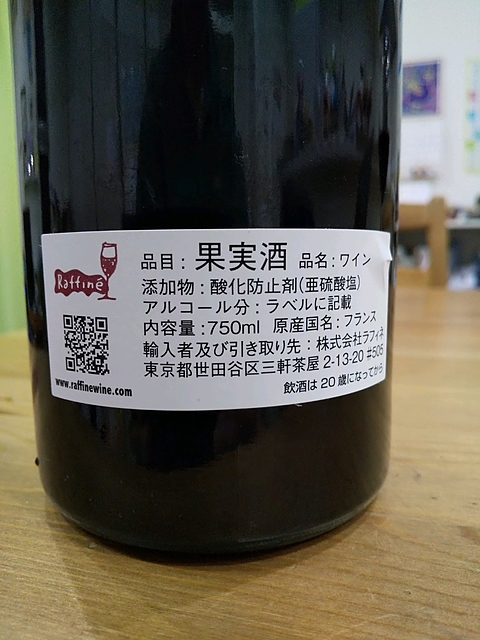 Raffiné
品目：果実酒 品名：ワイン
添加物：酸化防止剤(亜硫酸塩)
アルコール分：ラベルに記載
内容量：750ml 原産国名：フランス
輸入者及び引き取り先：株式会社ラフィネ
東京都世田谷区三軒茶屋 2-13-20 #505
www.raffinewine.com
飲酒は 20 歳になってから